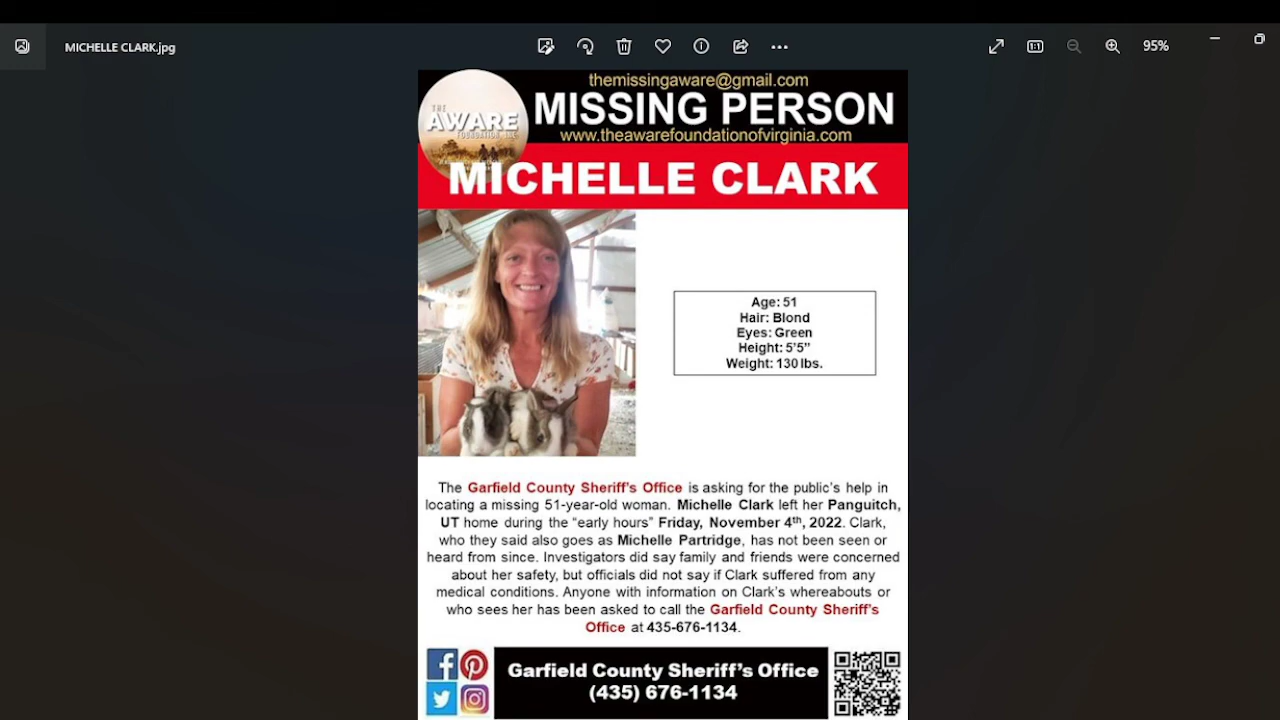 MICHELLE CLARK.jpg
95%
themissingaware@gmail.com
MISSING PERSON
www.theawarefoundationofvirginia.com
THE
AWARE
FOUNDATION, INC.
MICHELLE CLARK
Age: 51
Hair: Blond
Eyes: Green
Height: 5'5"
Weight: 130 lbs.
The Garfield County Sheriff's Office is asking for the public's help in
locating a missing 51-year-old woman. Michelle Clark left her Panguitch,
UT home during the "early hours" Friday, November 4th, 2022. Clark,
who they said also goes as Michelle Partridge, has not been seen or
heard from since. Investigators did say family and friends were concerned
about her safety, but officials did not say if Clark suffered from any
medical conditions. Anyone with information on Clark's whereabouts or
who sees her has been asked to call the Garfield County Sheriff's
Office at 435-676-1134.
Garfield County Sheriff's Office
(435) 676-1134